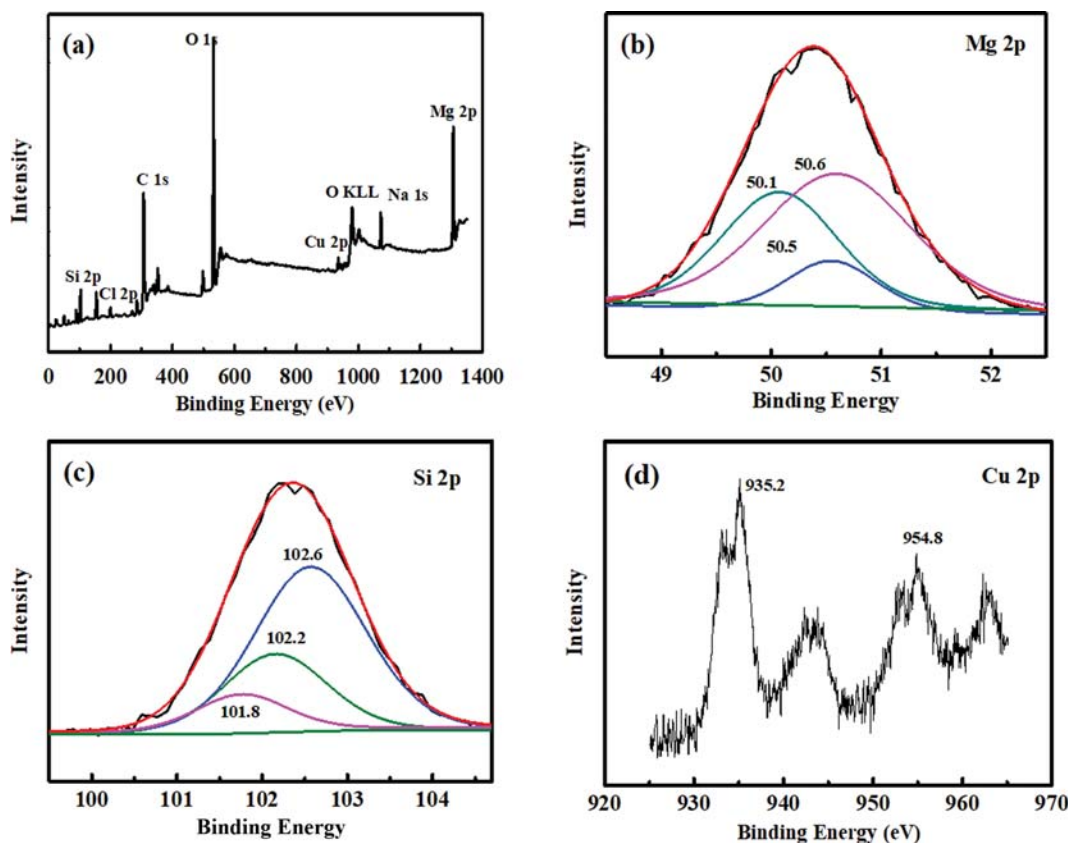 (a)
O 1s
Mg 2p
C 1s
O KLL
Na 1s
Cu 2p
Si 2p
Cl 2p
Intensity
0 200 400 600 800 1000 1200 1400
Binding Energy (eV)
(b)
Mg 2p
50.6
50.1
50.5
Intensity
49 50 51 52
Binding Energy
(c)
Si 2p
102.6
102.2
101.8
Intensity
100 101 102 103 104
Binding Energy
(d)
Cu 2p
935.2
954.8
Intensity
920 930 940 950 960 970
Binding Energy (eV)